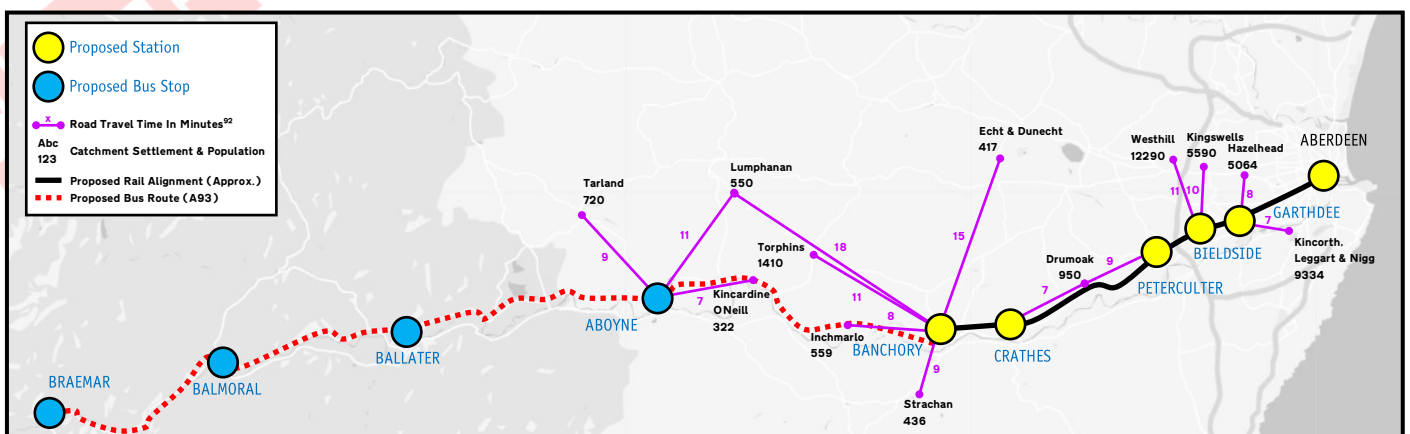 Proposed Station
Proposed Bus Stop
x
Road Travel Time In Minutes⁹²
Abc
123
Catchment Settlement & Population
Proposed Rail Alignment (Approx.)
Proposed Bus Route (A93)
BRAEMAR
BALMORAL
BALLATER
ABOYNE
Tarland
720
9
Lumphanan
550
11
18
7
Kincardine
ONeill
322
Torphins
1410
11
Inchmarlo
559
8
BANCHORY
Echt & Dunecht
417
15
9
Strachan
436
CRATHES
Drumoak
950
7
9
PETERCULTER
Westhill
12290
11
Kingswells
5590
10
BIELDSIDE
Hazelhead
5064
8
GARTHDEE
7
Kincorth,
Leggart & Nigg
9334
ABERDEEN